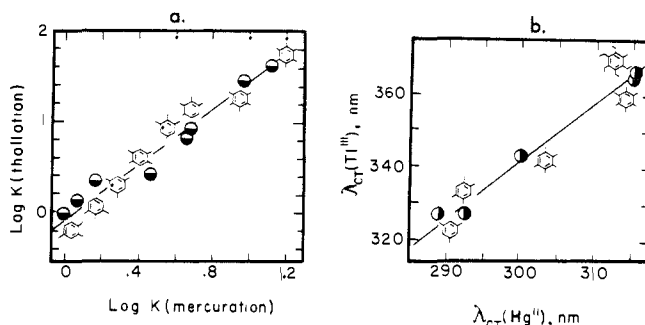 a.
b.
2
1
0
Log K (thallation)
0
.4
.8
1.2
Log K (mercuration)
360
340
320
λCT(TlIII), nm
290
300
310
λCT(HgII), nm